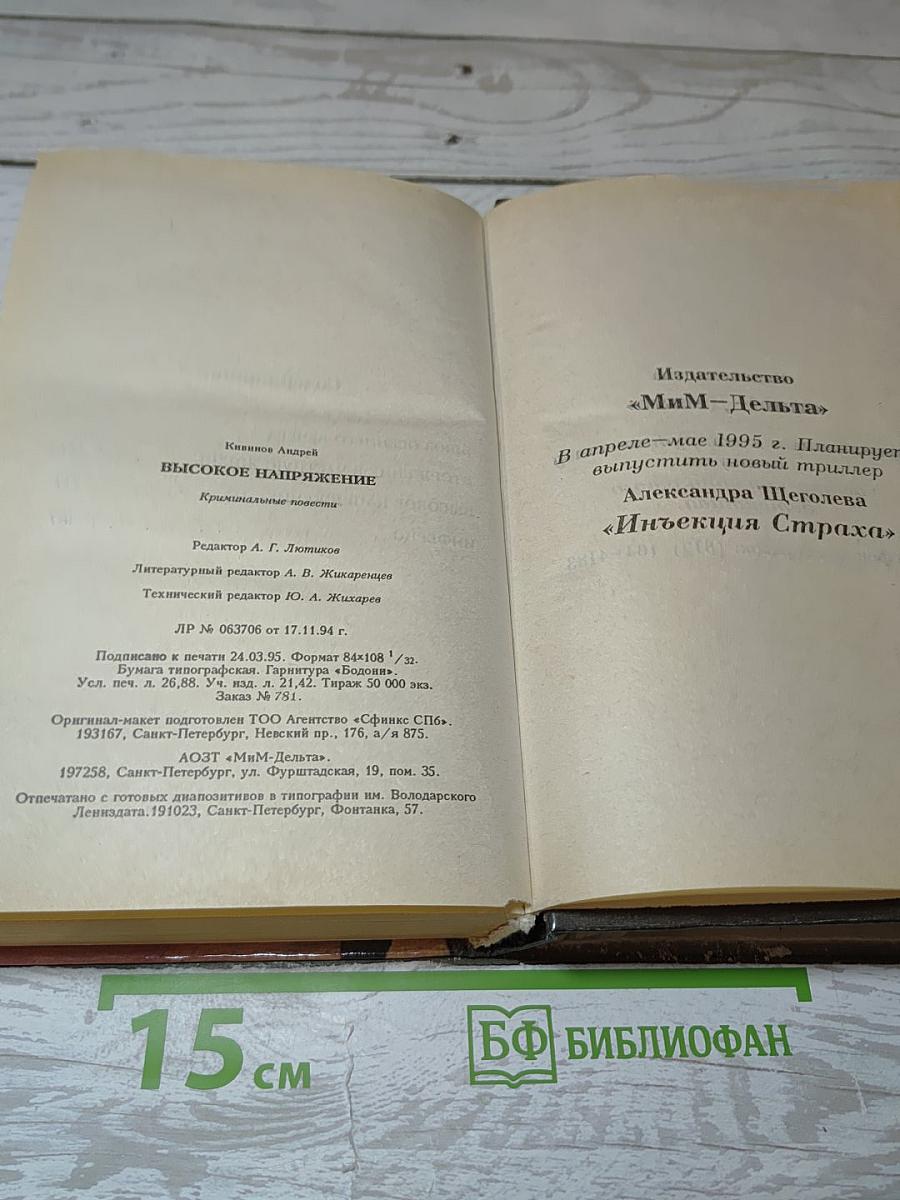 Кивинов Андрей
ВЫСОКОЕ НАПРЯЖЕНИЕ
Криминальные повести
Редактор А. Г. Лютиков
Литературный редактор А. В. Жикаренцев
Технический редактор Ю. А. Жихарев
ЛР № 063706 от 17.11.94 г.
Подписано к печати 24.03.95. Формат 84×108 1/32.
Бумага типографская. Гарнитура «Бодони».
Усл. печ. л. 26,88. Уч. изд. л. 21,42. Тираж 50 000 экз.
Заказ № 781.
Оригинал-макет подготовлен ТОО Агентство «Сфинкс СПб».
193167, Санкт-Петербург, Невский пр., 176, а/я 875.
АОЗТ «МиМ-Дельта».
197258, Санкт-Петербург, ул. Фурштадская, 19, пом. 35.
Отпечатано с готовых диапозитивов в типографии им. Володарского
Лениздата.191023, Санкт-Петербург, Фонтанка, 57.
Издательство
«МиМ—Дельта»
В апреле—мае 1995 г. Планирует
выпустить новый триллер
Александра Щеголева
«Инъекция Страха»
15 см
БФ БИБЛИОФАН